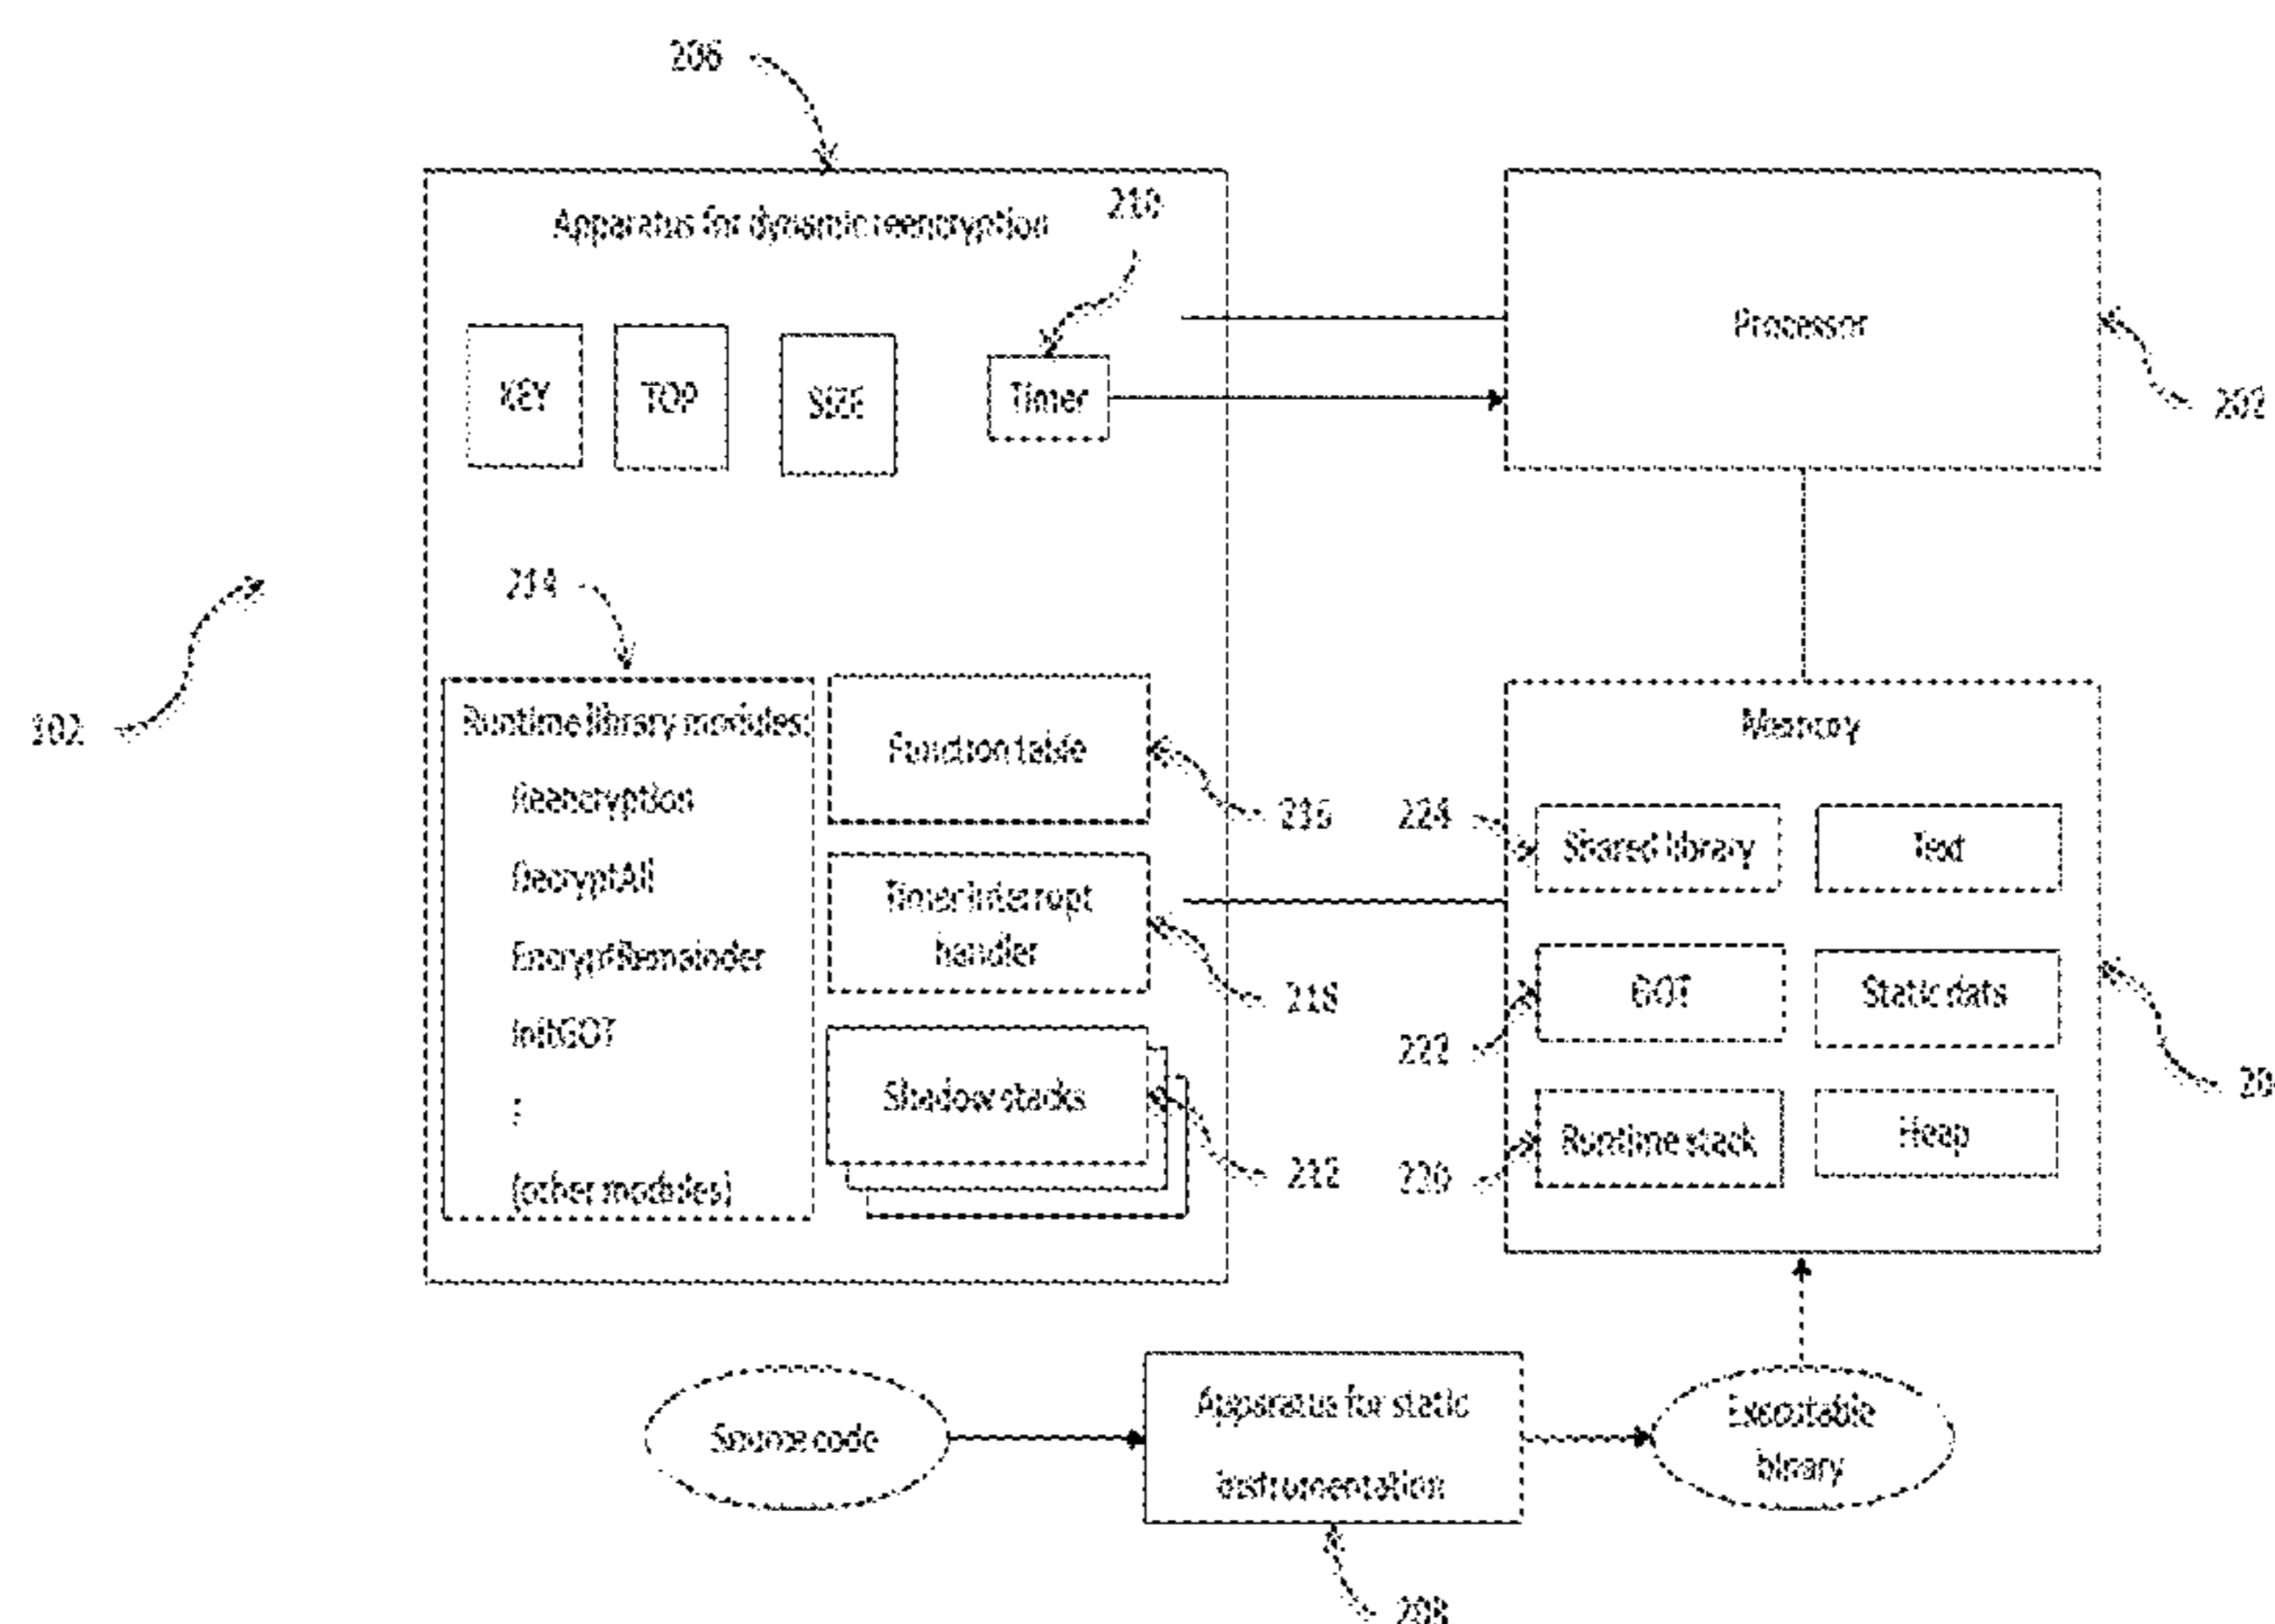 206
Apparatus for dynamic reencryption
210
KEY
TOP
SIZE
Timer
Processor
202
214
102
Runtime library modules:
Reencryption
DecryptAll
EncryptRemainder
InitGOT
:
(other modules)
Function table
216
Timer interrupt
handler
218
Shadow stacks
212
Memory
224
Shared library
Text
GOT
222
Static data
20
Runtime stack
220
Heap
Source code
Apparatus for static
instrumentation
208
Executable
binary